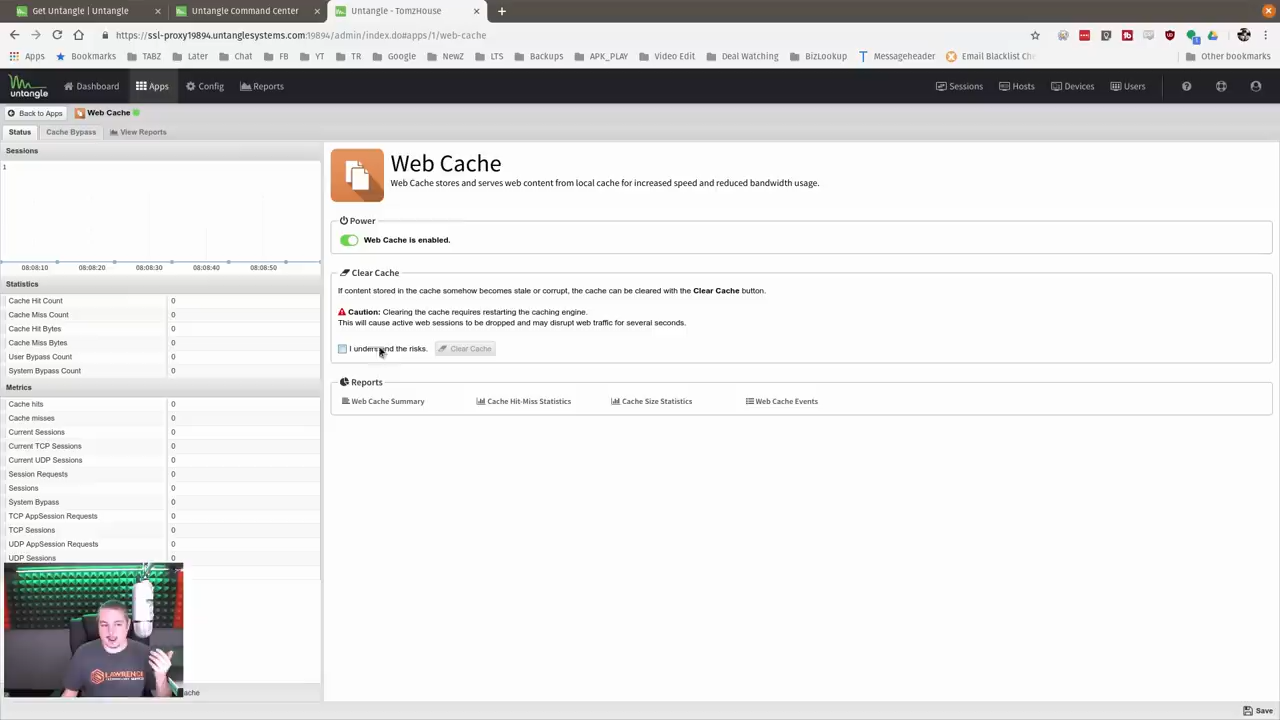 Get Untangle | Untangle
Untangle Command Center
Untangle - TomzHouse
https://ssl-proxy19894.untanglesystems.com:19894/admin/index.do#apps/1/web-cache
Apps
Bookmarks
TABZ
Later
Chat
FB
YT
TR
Google
NewZ
LTS
Backups
APK_PLAY
Video Edit
Deal Watching
BizLookup
Messageheader
Email Blacklist Che
Other bookmarks
untangle
Dashboard
Apps
Config
Reports
Sessions
Hosts
Devices
Users
Back to Apps
Web Cache
Status
Cache Bypass
View Reports
Sessions
1
08:08:10
08:08:20
08:08:30
08:08:40
08:08:50
Statistics
Cache Hit Count 0
Cache Miss Count 0
Cache Hit Bytes 0
Cache Miss Bytes 0
User Bypass Count 0
System Bypass Count 0
Metrics
Cache hits 0
Cache misses 0
Current Sessions 0
Current TCP Sessions 0
Current UDP Sessions 0
Session Requests 0
Sessions 0
System Bypass 0
TCP AppSession Requests 0
TCP Sessions 0
UDP AppSession Requests 0
UDP Sessions 0
LAWRENCE
ache
Web Cache
Web Cache stores and serves web content from local cache for increased speed and reduced bandwidth usage.
Power
Web Cache is enabled.
Clear Cache
If content stored in the cache somehow becomes stale or corrupt, the cache can be cleared with the Clear Cache button.
Caution: Clearing the cache requires restarting the caching engine.
This will cause active web sessions to be dropped and may disrupt web traffic for several seconds.
I understand the risks.
Clear Cache
Reports
Web Cache Summary
Cache Hit-Miss Statistics
Cache Size Statistics
Web Cache Events
Save